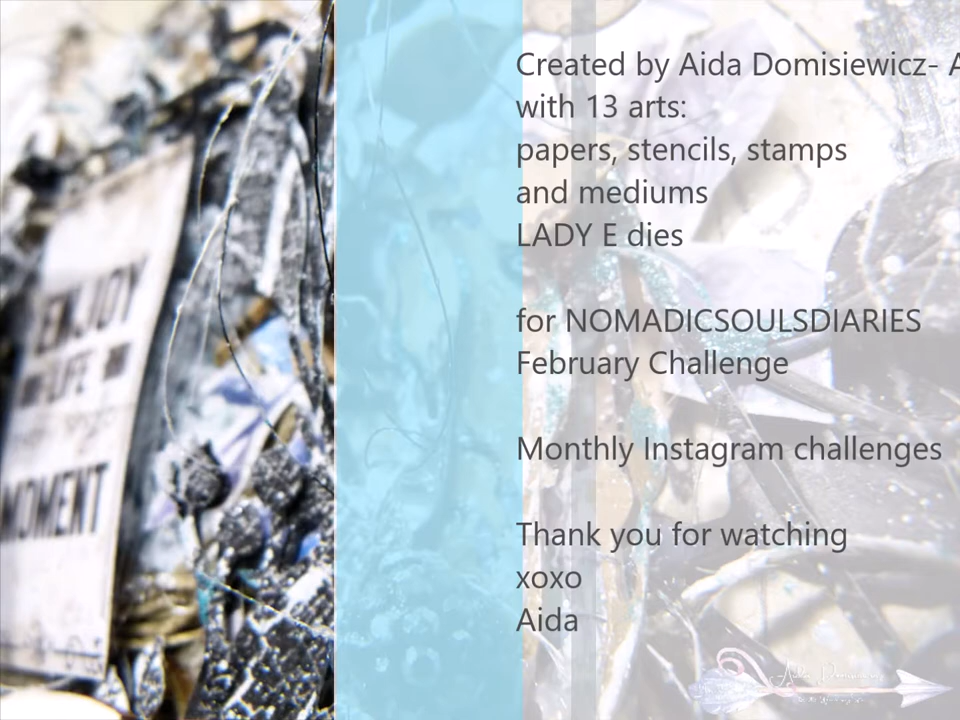 ENJOY
LIFE
MOMENT
Created by Aida Domisiewicz- A
with 13 arts:
papers, stencils, stamps
and mediums
LADY E dies
for NOMADICSOULSDIARIES
February Challenge
Monthly Instagram challenges
Thank you for watching
xoxo
Aida